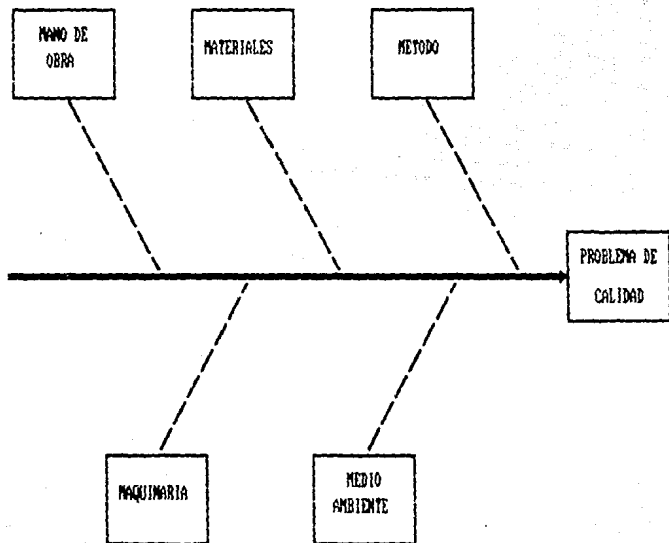 MANO DE
OBRA
MATERIALES
METODO
PROBLEMA DE
CALIDAD
MAQUINARIA
MEDIO
AMBIENTE